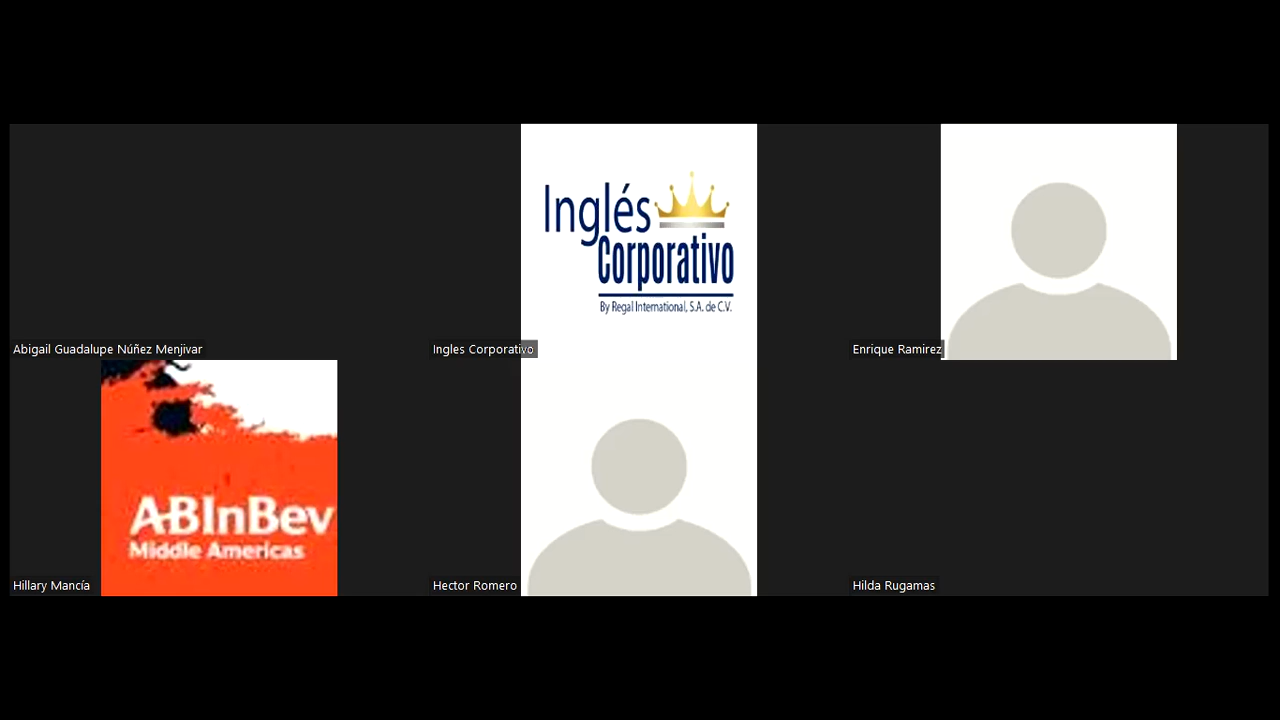 Inglés
Corporativo
By Regal International, S.A. de C.V.
Abigail Guadalupe Núñez Menjivar
Ingles Corporativo
Enrique Ramirez
ABInBev
Middle Americas
Hillary Mancía
Hector Romero
Hilda Rugamas